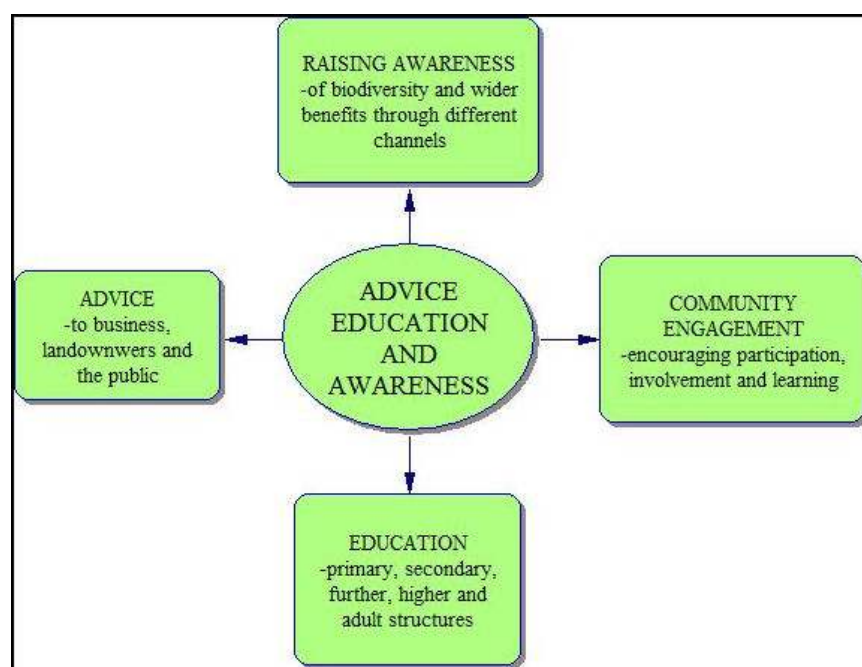 RAISING AWARENESS
-of biodiversity and wider
benefits through different
channels
ADVICE
-to business,
landownwers and
the public
ADVICE
EDUCATION
AND
AWARENESS
COMMUNITY
ENGAGEMENT
-encouraging participation,
involvement and learning
EDUCATION
-primary, secondary,
further, higher and
adult structures